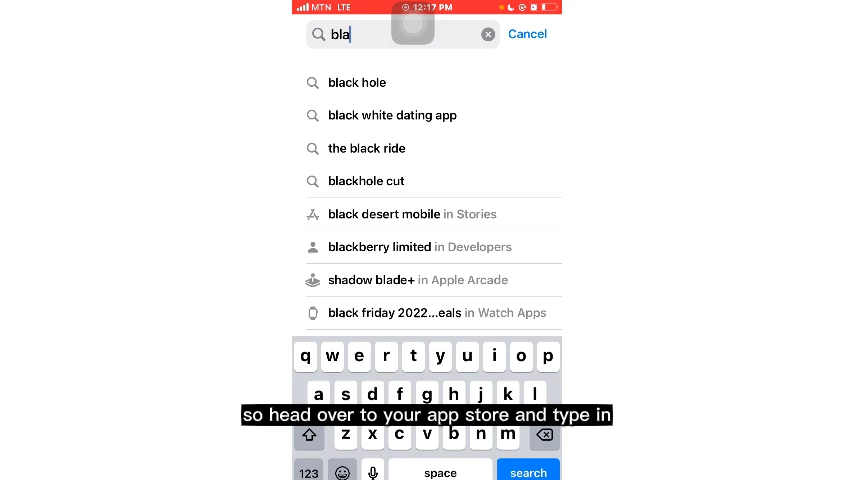 MTN LTE 12:17 PM
bla Cancel
black hole
black white dating app
the black ride
blackhole cut
black desert mobile in Stories
blackberry limited in Developers
shadow blade+ in Apple Arcade
black friday 2022...eals in Watch Apps
q w e r t y u i o p
a s d f g h j k l
so head over to your app store and type in
z x c v b n m
123 space search